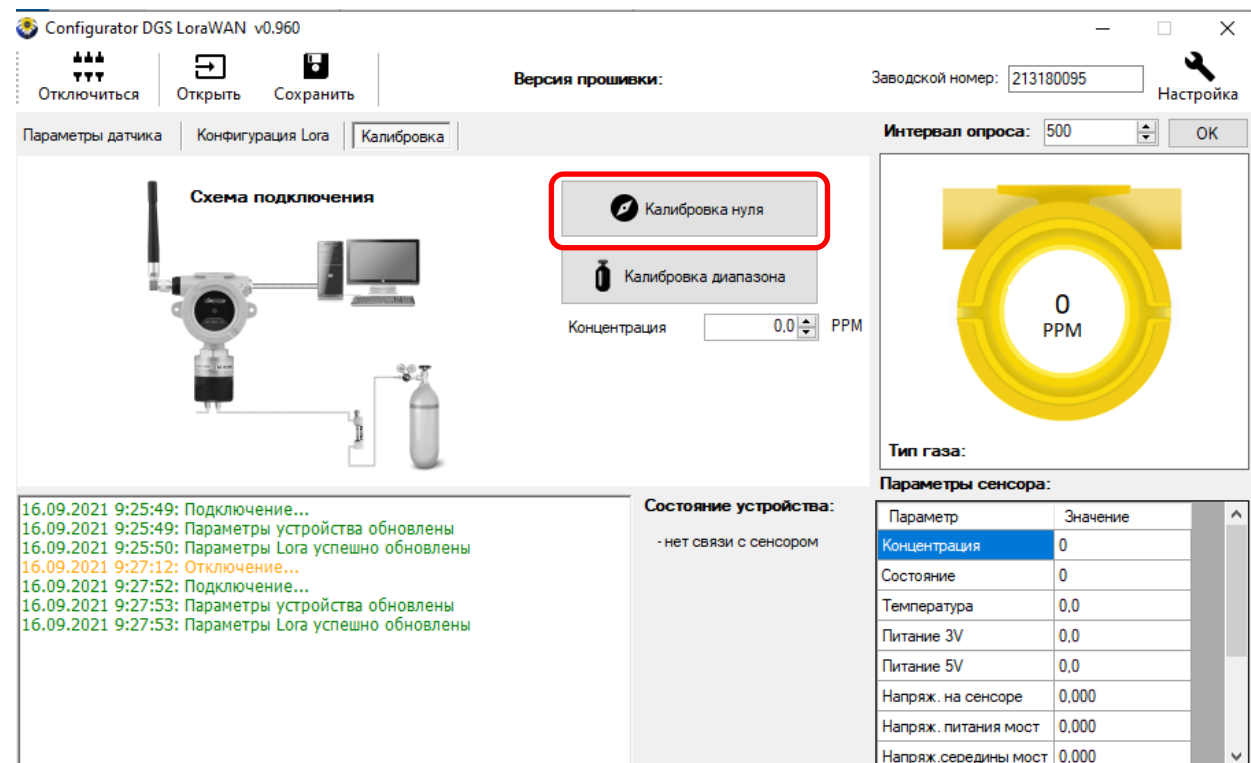 Configurator DGS LoraWAN v0.960
Отключиться
Открыть
Сохранить
Версия прошивки:
Заводской номер: 213180095
Настройка
Параметры датчика
Конфигурация Lora
Калибровка
Интервал опроса: 500
OK
Схема подключения
Калибровка нуля
Калибровка диапазона
Концентрация 0,0 PPM
0
PPM
Тип газа:
16.09.2021 9:25:49: Подключение...
16.09.2021 9:25:49: Параметры устройства обновлены
16.09.2021 9:25:50: Параметры Lora успешно обновлены
16.09.2021 9:27:12: Отключение...
16.09.2021 9:27:52: Подключение...
16.09.2021 9:27:53: Параметры устройства обновлены
16.09.2021 9:27:53: Параметры Lora успешно обновлены
Состояние устройства:
- нет связи с сенсором
Параметры сенсора:
Параметр Значение
Концентрация 0
Состояние 0
Температура 0,0
Питание 3V 0,0
Питание 5V 0,0
Напряж. на сенсоре 0,000
Напряж. питания мост 0,000
Напряж.середины мост 0,000